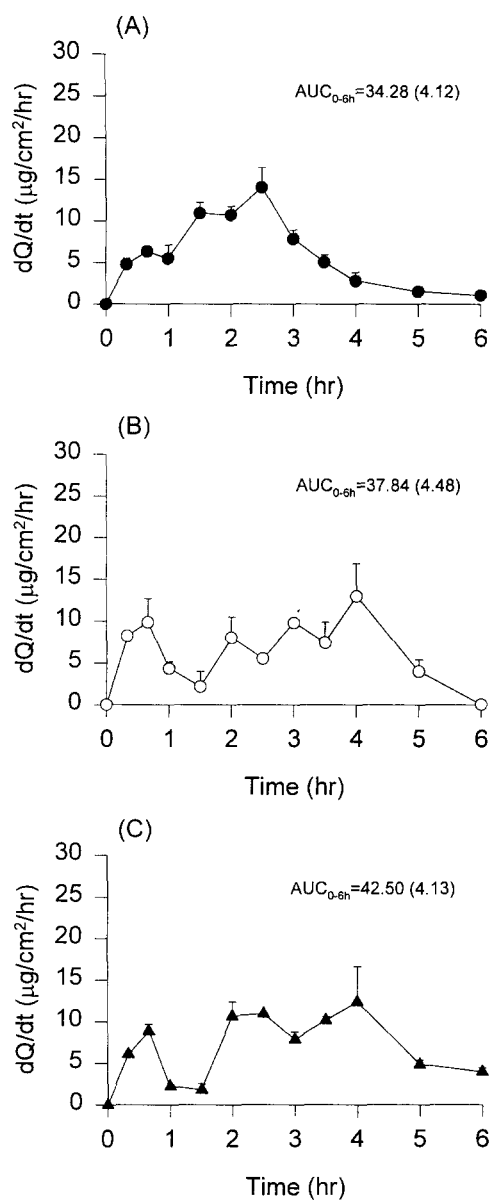 (A)
30
25
20
15
10
5
0
dQ/dt (μg/cm²/hr)
AUC₀₋₆ₕ=34.28 (4.12)
0 1 2 3 4 5 6
Time (hr)
(B)
30
25
20
15
10
5
0
dQ/dt (μg/cm²/hr)
AUC₀₋₆ₕ=37.84 (4.48)
0 1 2 3 4 5 6
Time (hr)
(C)
30
25
20
15
10
5
0
dQ/dt (μg/cm²/hr)
AUC₀₋₆ₕ=42.50 (4.13)
0 1 2 3 4 5 6
Time (hr)